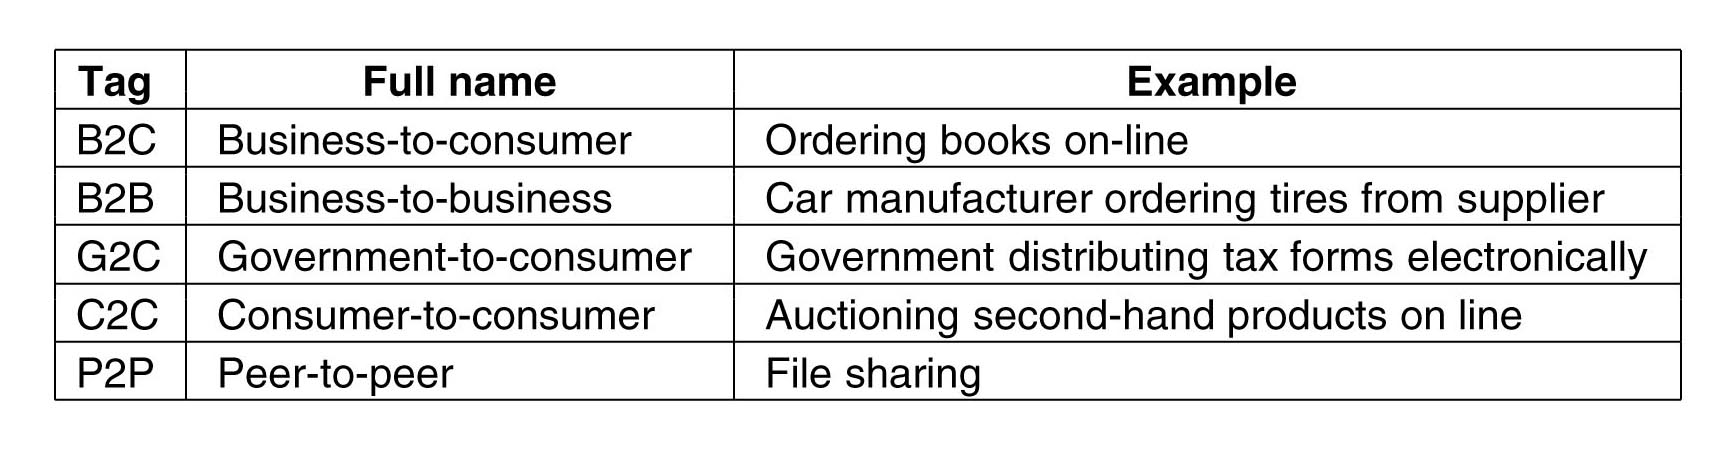 Tag Full name Example
B2C Business-to-consumer Ordering books on-line
B2B Business-to-business Car manufacturer ordering tires from supplier
G2C Government-to-consumer Government distributing tax forms electronically
C2C Consumer-to-consumer Auctioning second-hand products on line
P2P Peer-to-peer File sharing